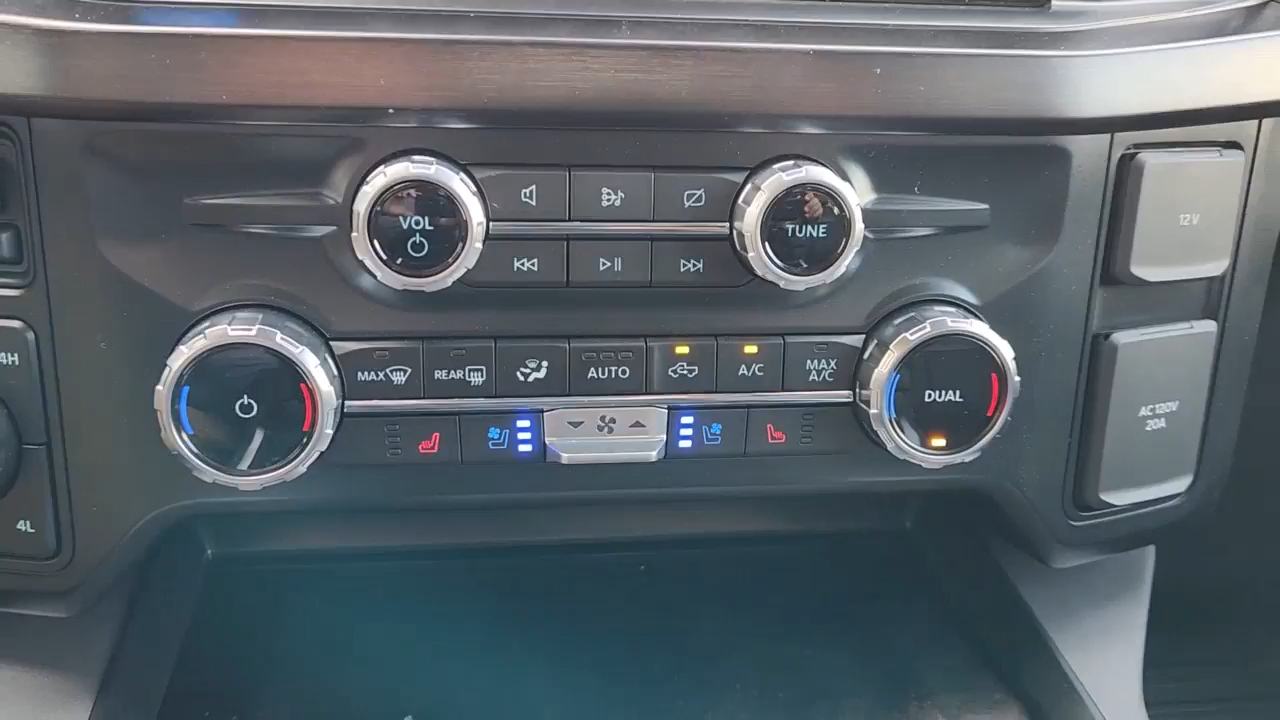 VOL
TUNE
12V
4H
MAX
REAR
AUTO
A/C
MAX
A/C
DUAL
AC 120V
20A
4L